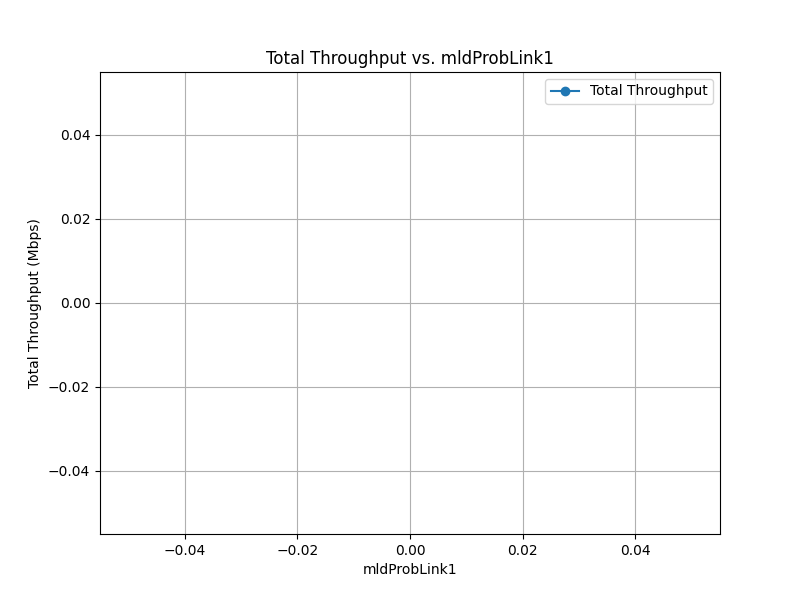 Total Throughput vs. mldProbLink1
Total Throughput
0.04
0.02
0.00
−0.02
−0.04
Total Throughput (Mbps)
−0.04 −0.02 0.00 0.02 0.04
mldProbLink1